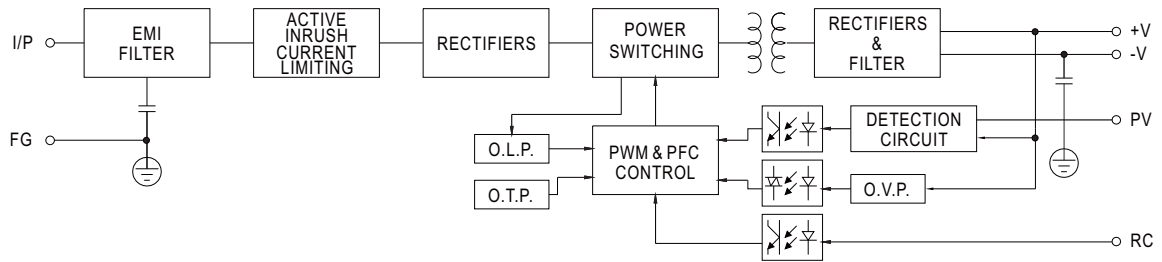 I/P
EMI
FILTER
ACTIVE
INRUSH
CURRENT
LIMITING
RECTIFIERS
POWER
SWITCHING
RECTIFIERS
&
FILTER
+V
-V
FG
O.L.P.
O.T.P.
PWM & PFC
CONTROL
DETECTION
CIRCUIT
PV
O.V.P.
RC